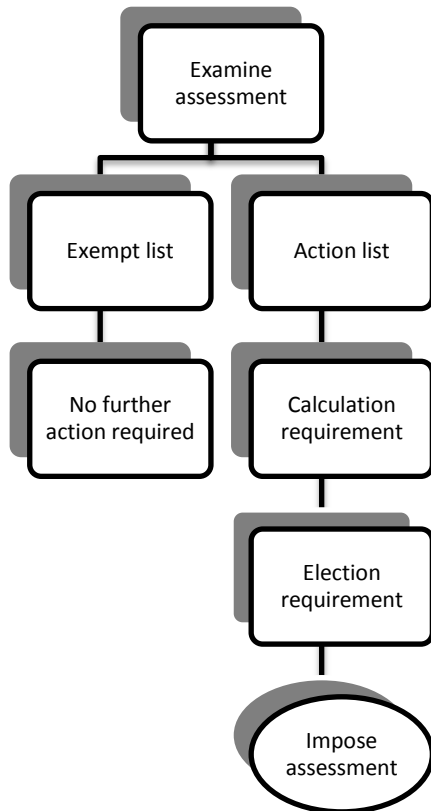 Examine
assessment
Exempt list
Action list
No further
action required
Calculation
requirement
Election
requirement
Impose
assessment